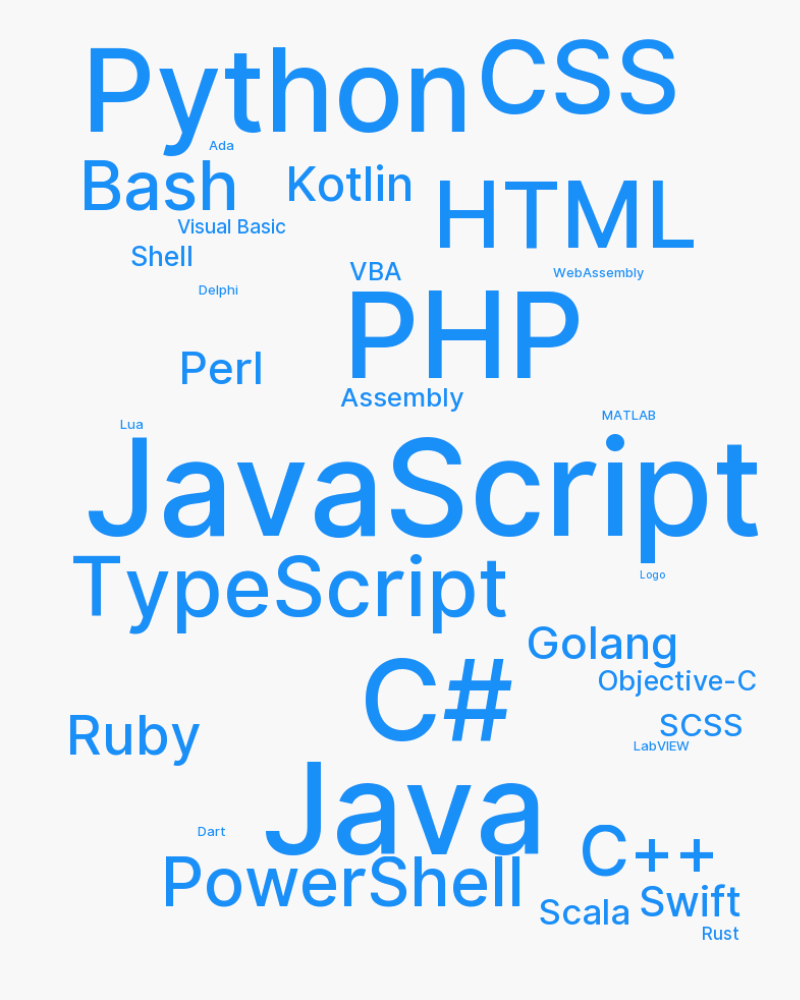 Python CSS
Ada
Bash Kotlin HTML
Visual Basic
Shell
VBA WebAssembly
Delphi
PHP
Perl
Assembly
MATLAB
Lua
JavaScript
Logo
TypeScript
Golang
Objective-C
C#
SCSS
Ruby
LabVIEW
Java
Dart
C++
PowerShell
Swift
Scala
Rust